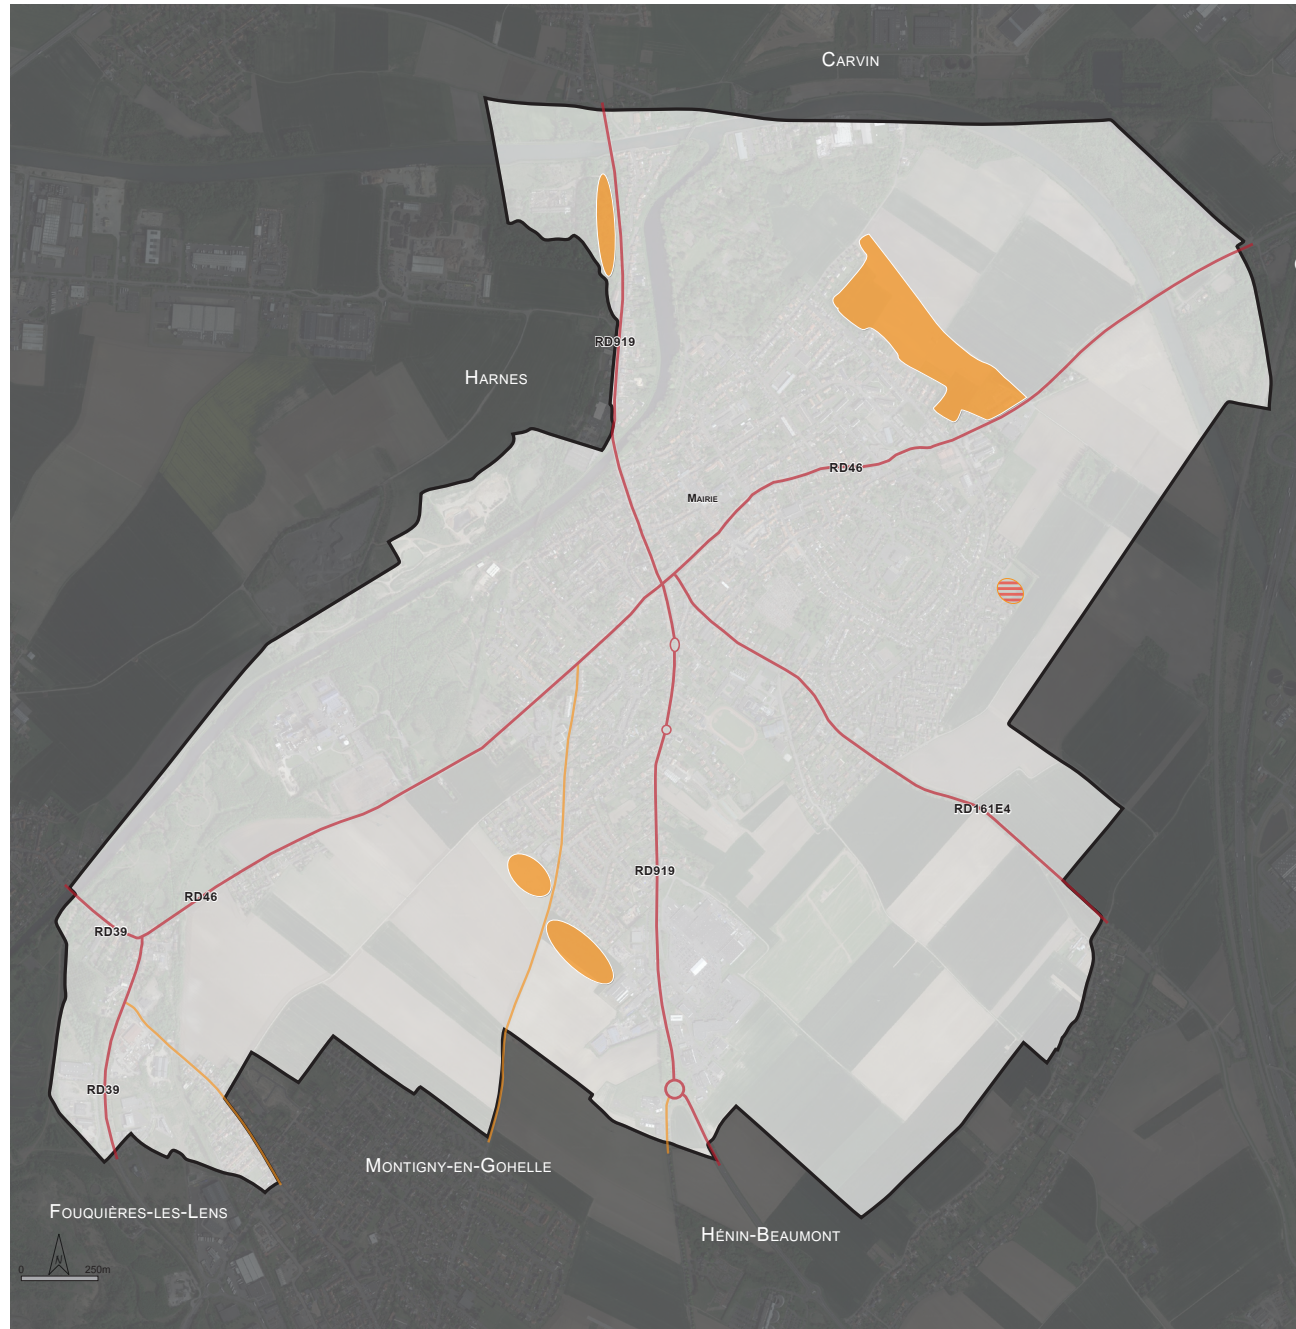 Carvin
RD919
Harnes
RD46
Mairie
RD161E4
RD919
RD46
RD39
RD39
Montigny-en-Gohelle
Fouquières-les-Lens
Hénin-Beaumont
N
0 250m